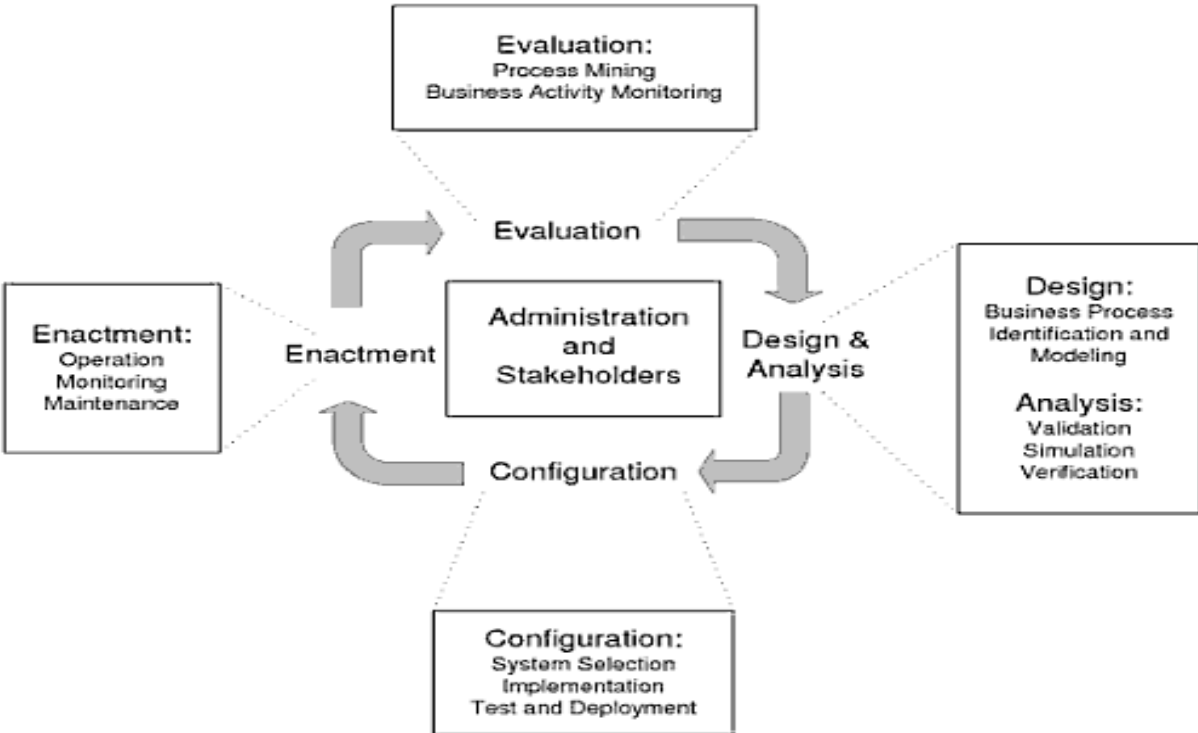 Evaluation:
Process Mining
Business Activity Monitoring
Evaluation
Enactment:
Operation
Monitoring
Maintenance
Enactment
Administration
and
Stakeholders
Design &
Analysis
Design:
Business Process
Identification and
Modeling
Analysis:
Validation
Simulation
Verification
Configuration
Configuration:
System Selection
Implementation
Test and Deployment